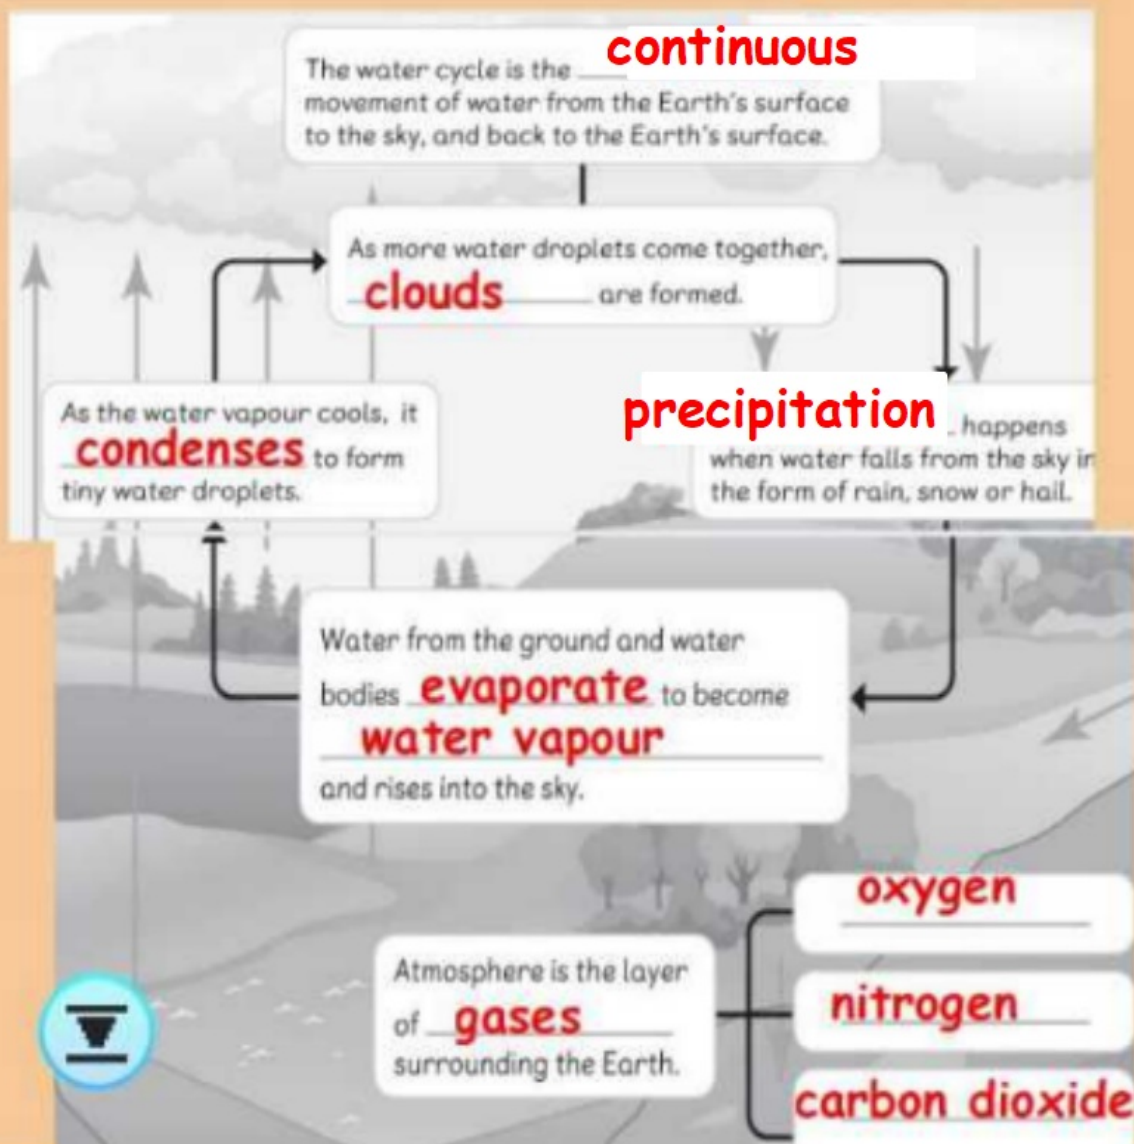 The water cycle is the continuous
movement of water from the Earth's surface
to the sky, and back to the Earth's surface.
As more water droplets come together,
clouds are formed.
As the water vapour cools, it
condenses to form
tiny water droplets.
precipitation happens
when water falls from the sky in
the form of rain, snow or hail.
Water from the ground and water
bodies evaporate to become
water vapour
and rises into the sky.
Atmosphere is the layer
of gases
surrounding the Earth.
oxygen
nitrogen
carbon dioxide